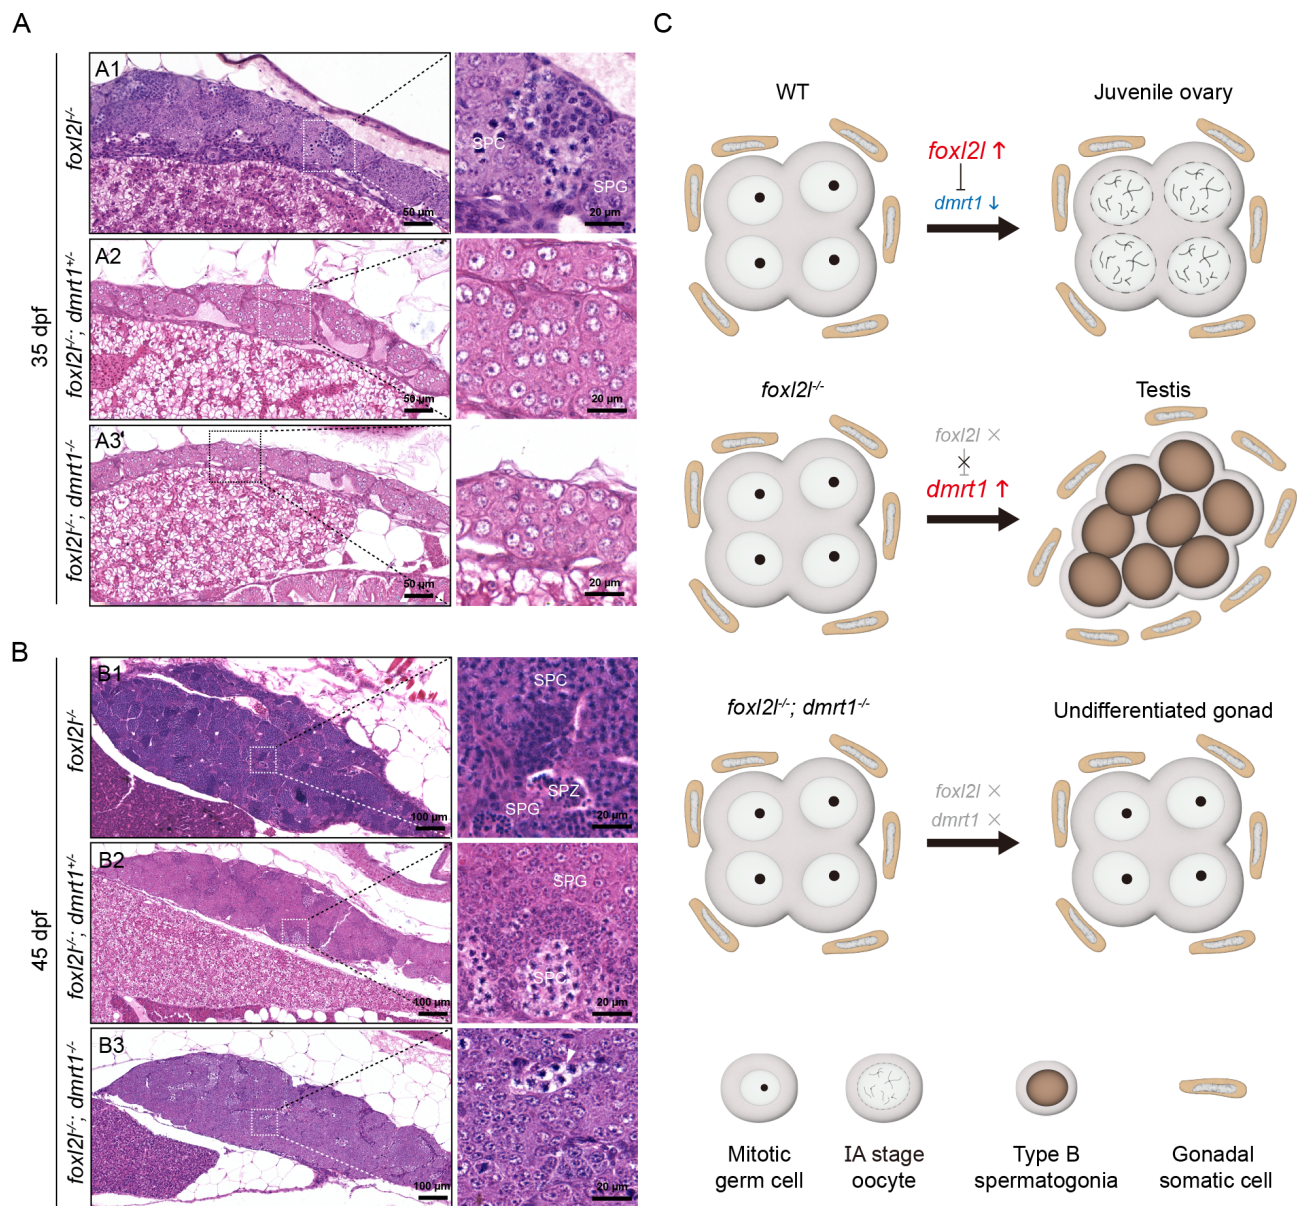 A
35 dpf
foxl2l-/-
A1
50 µm
SPC
SPG
20 µm
foxl2l-/-; dmrt1+/-
A2
50 µm
20 µm
foxl2l-/-; dmrt1-/-
A3'
50 µm
20 µm
B
45 dpf
foxl2l-/-
B1
100 µm
SPC
SPZ
SPG
20 µm
foxl2l-/-; dmrt1+/-
B2
100 µm
SPG
SPC
20 µm
foxl2l-/-; dmrt1-/-
B3
100 µm
20 µm
C
WT
Juvenile ovary
foxl2l ↑
dmrt1 ↓
foxl2l-/-
Testis
foxl2l ×
dmrt1 ↑
foxl2l-/-; dmrt1-/-
Undifferentiated gonad
foxl2l ×
dmrt1 ×
Mitotic
germ cell
IA stage
oocyte
Type B
spermatogonia
Gonadal
somatic cell